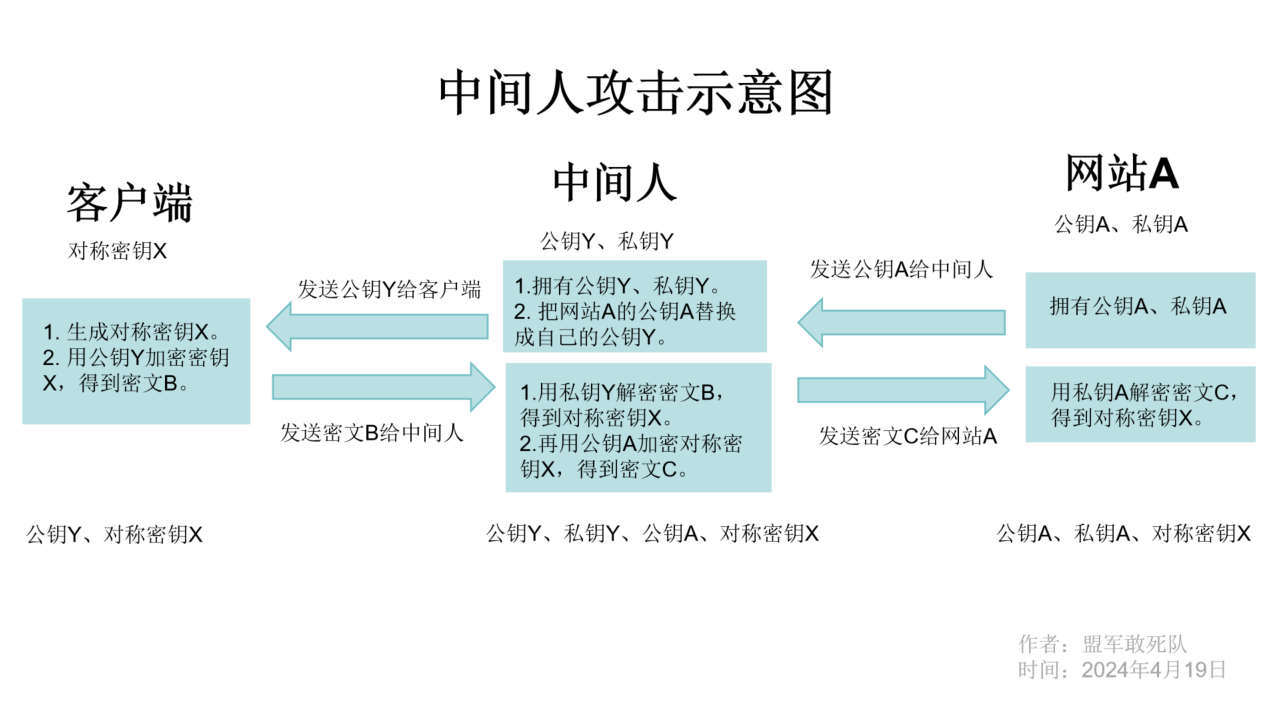 中间人攻击示意图
客户端
对称密钥X
1. 生成对称密钥X。
2. 用公钥Y加密密钥
X，得到密文B。
公钥Y、对称密钥X
发送公钥Y给客户端
发送密文B给中间人
中间人
公钥Y、私钥Y
1.拥有公钥Y、私钥Y。
2. 把网站A的公钥A替换
成自己的公钥Y。
1.用私钥Y解密密文B，
得到对称密钥X。
2.再用公钥A加密对称密
钥X，得到密文C。
公钥Y、私钥Y、公钥A、对称密钥X
发送公钥A给中间人
发送密文C给网站A
网站A
公钥A、私钥A
拥有公钥A、私钥A
用私钥A解密密文C，
得到对称密钥X。
公钥A、私钥A、对称密钥X
作者：盟军敢死队
时间：2024年4月19日